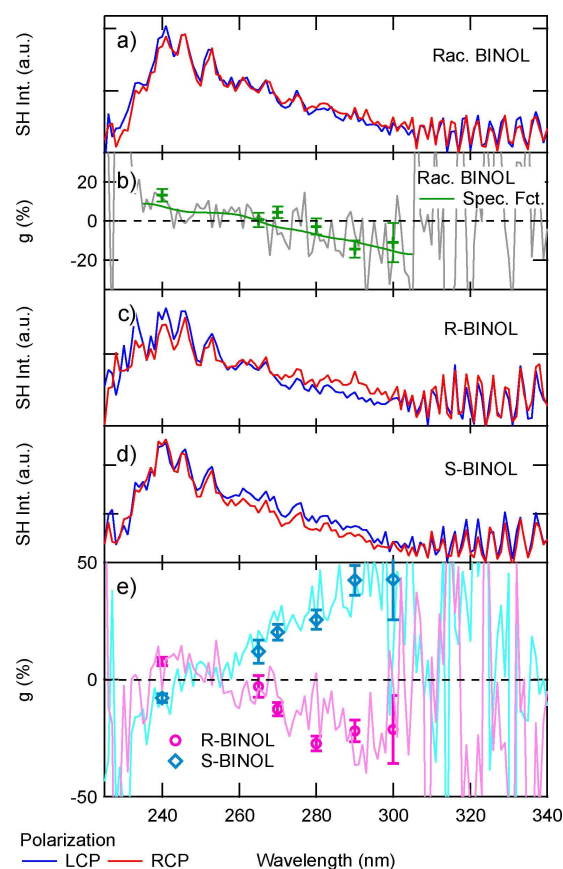 a)
Rac. BINOL
SH Int. (a.u.)
b)
Rac. BINOL
Spec. Fct.
20
0
-20
g (%)
c)
R-BINOL
SH Int. (a.u.)
d)
S-BINOL
SH Int. (a.u.)
50
e)
0
g (%)
R-BINOL
S-BINOL
-50
240 260 280 300 320 340
Polarization
LCP RCP Wavelength (nm)